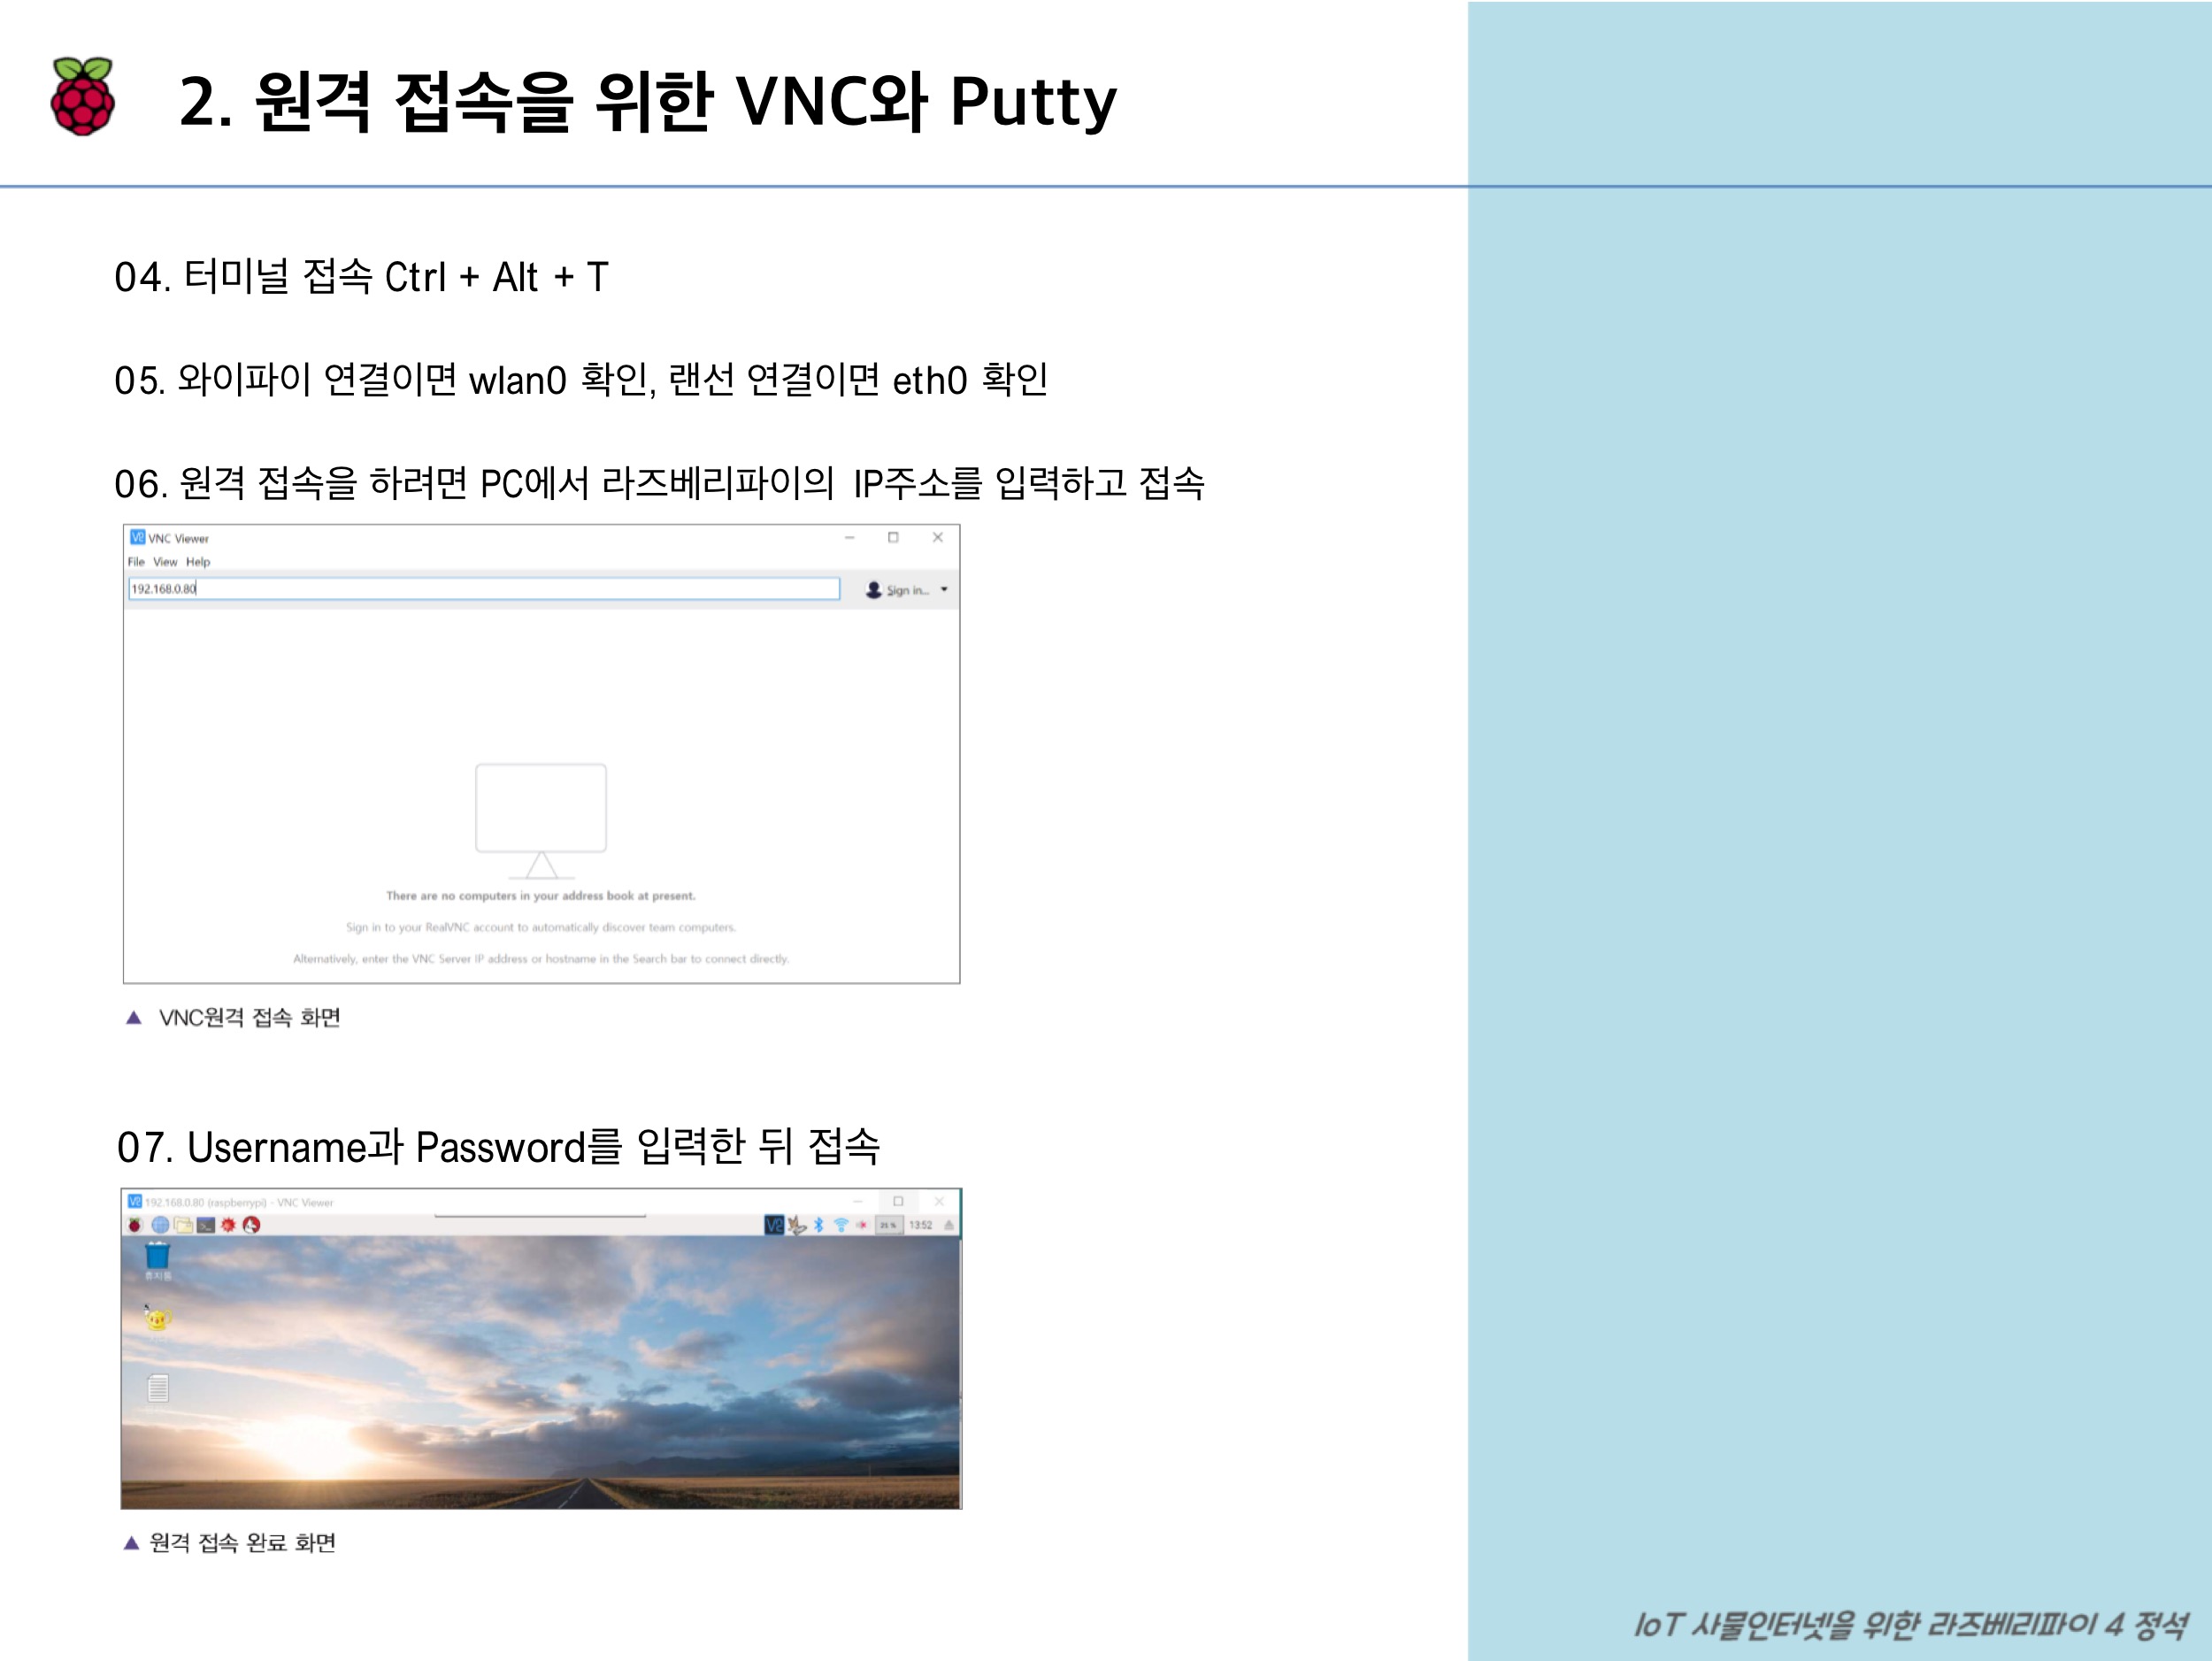 2. 원격 접속을 위한 VNC와 Putty
04. 터미널 접속 Ctrl + Alt + T
05. 와이파이 연결이면 wlan0 확인, 랜선 연결이면 eth0 확인
06. 원격 접속을 하려면 PC에서 라즈베리파이의 IP주소를 입력하고 접속
VNC Viewer
File View Help
192.168.0.80
Sign in...
There are no computers in your address book at present.
Sign in to your RealVNC account to automatically discover team computers.
Alternatively, enter the VNC Server IP address or hostname in the Search bar to connect directly.
▲ VNC원격 접속 화면
07. Username과 Password를 입력한 뒤 접속
192.168.0.80 (raspberrypi) - VNC Viewer
13:52
휴지통
▲ 원격 접속 완료 화면
IoT 사물인터넷을 위한 라즈베리파이 4 정석